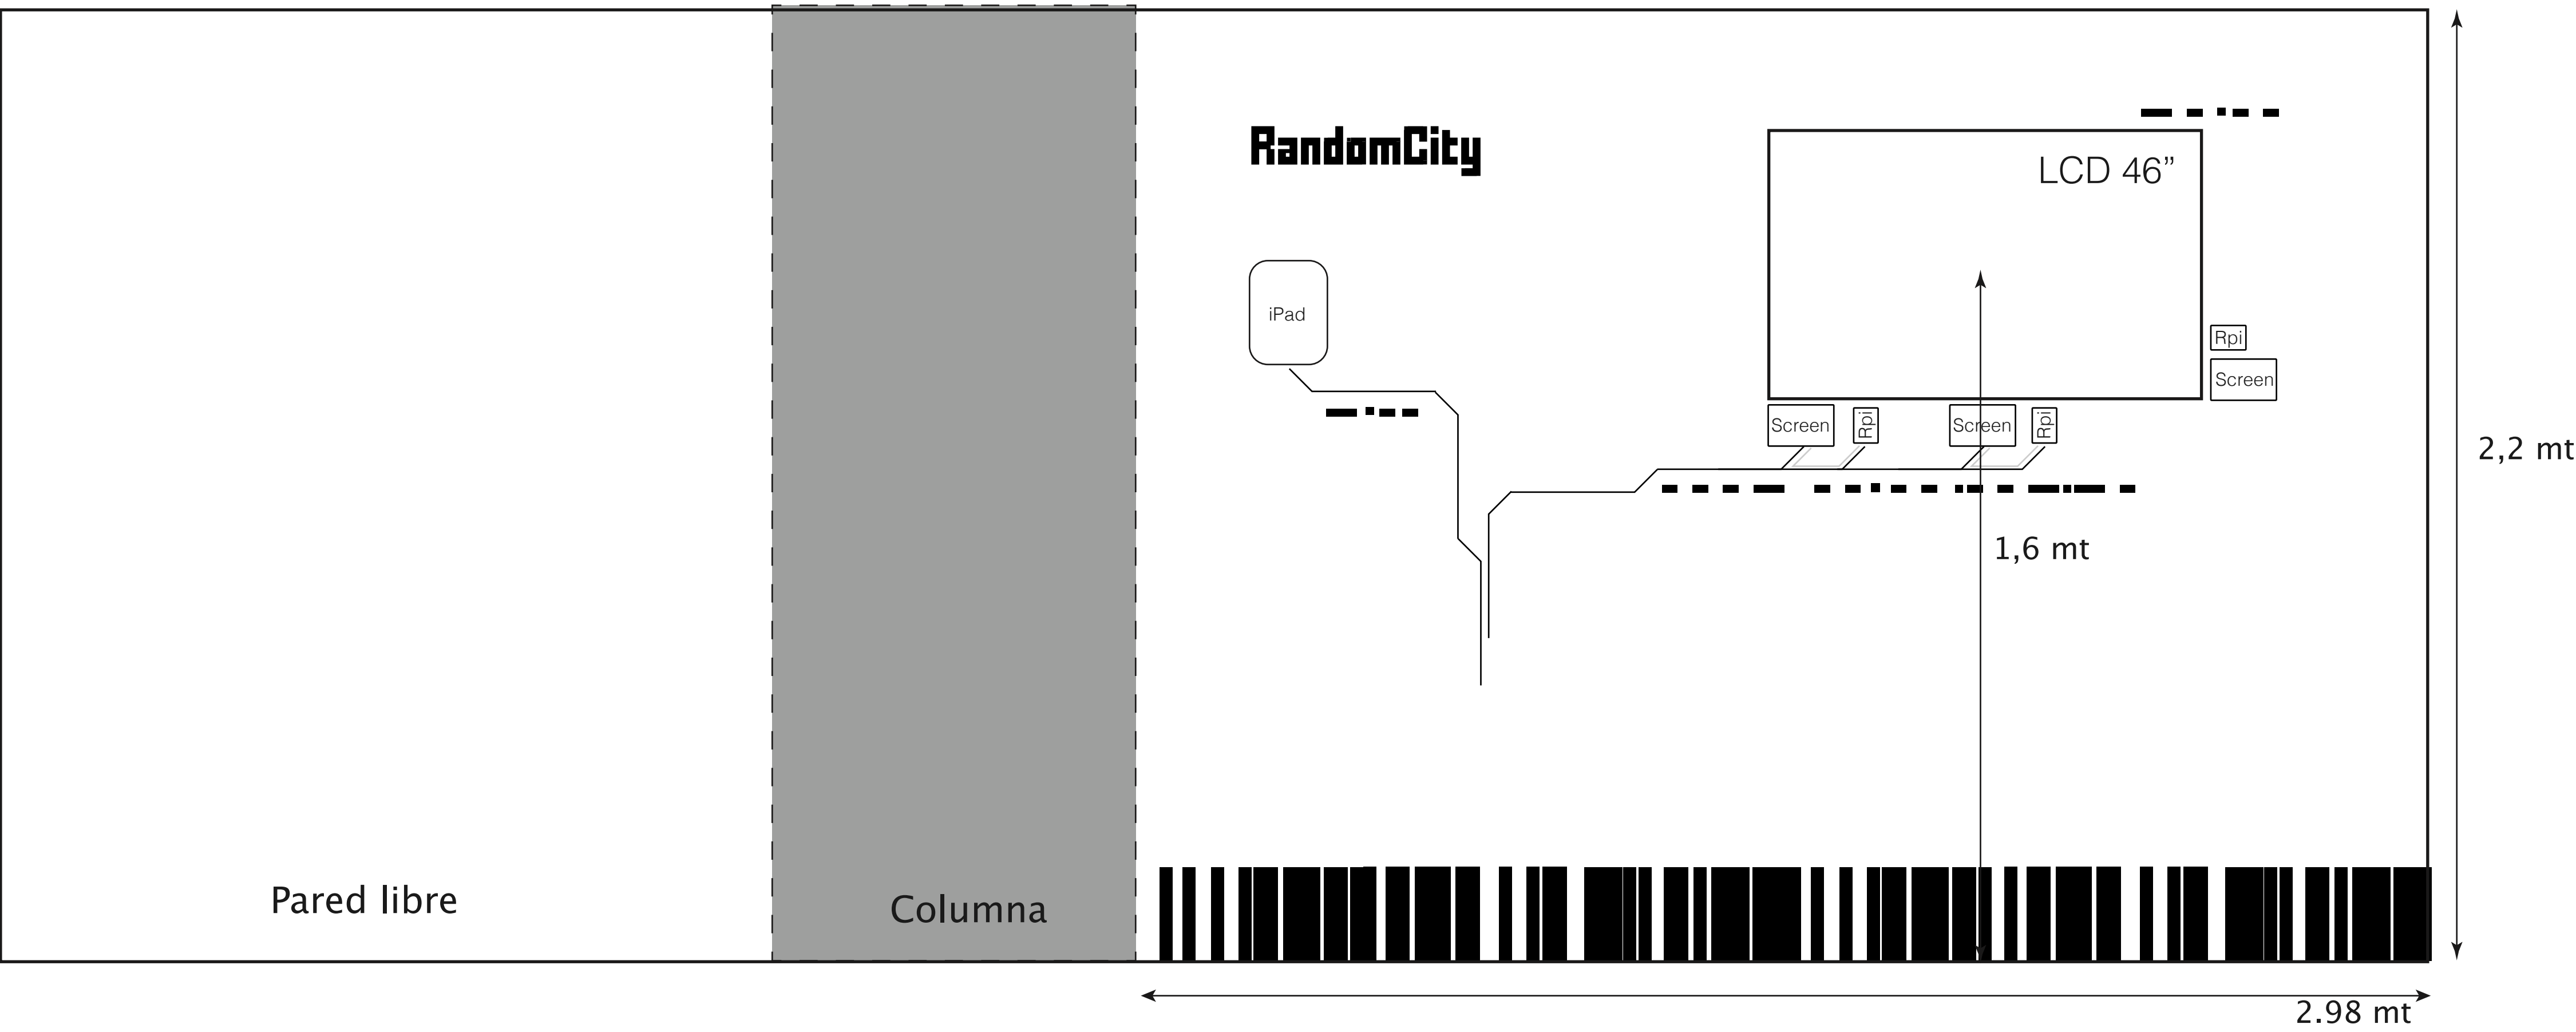 RandomCity
LCD 46”
iPad
Rpi
Screen
Screen
Rpi
Screen
Rpi
2,2 mt
1,6 mt
Pared libre
Columna
2.98 mt